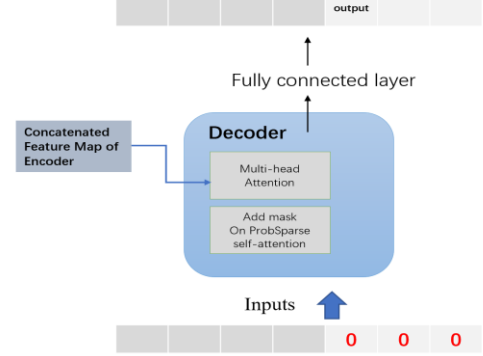 output
Fully connected layer
Concatenated
Feature Map of
Encoder
Decoder
Multi-head
Attention
Add mask
On ProbSparse
self-attention
Inputs
0 0 0